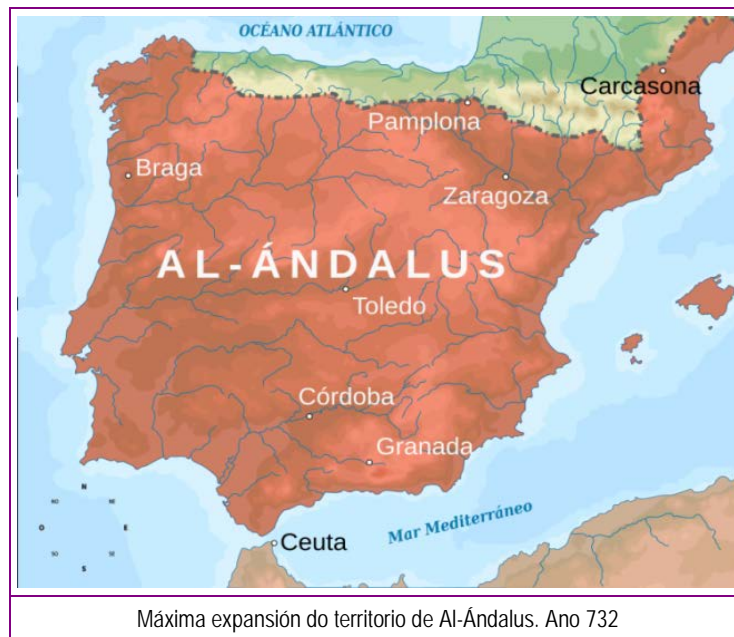 OCÉANO ATLÁNTICO
Carcasona
Pamplona
Braga
Zaragoza
AL-ÁNDALUS
Toledo
Córdoba
Granada
Mar Mediterráneo
Ceuta
N
O
E
S
Máxima expansión do territorio de Al-Ándalus. Ano 732